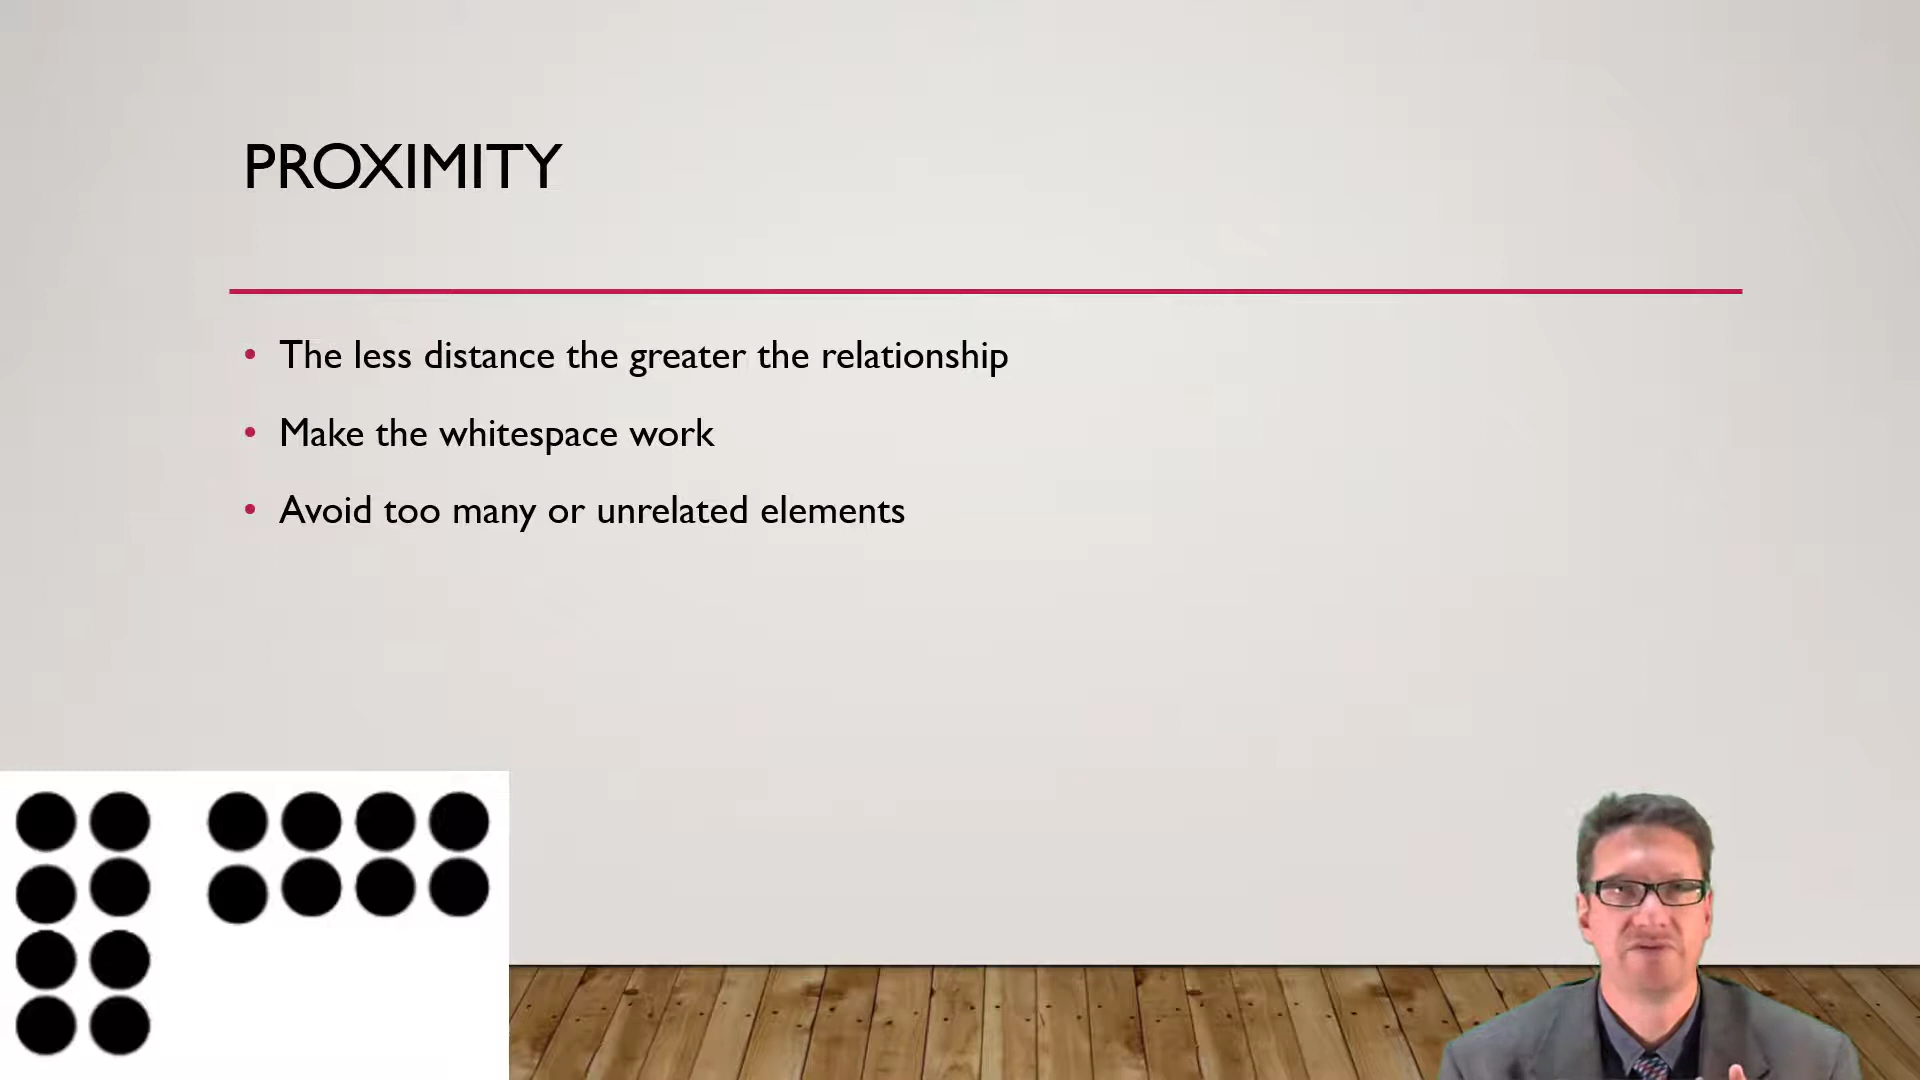 PROXIMITY
• The less distance the greater the relationship
• Make the whitespace work
• Avoid too many or unrelated elements